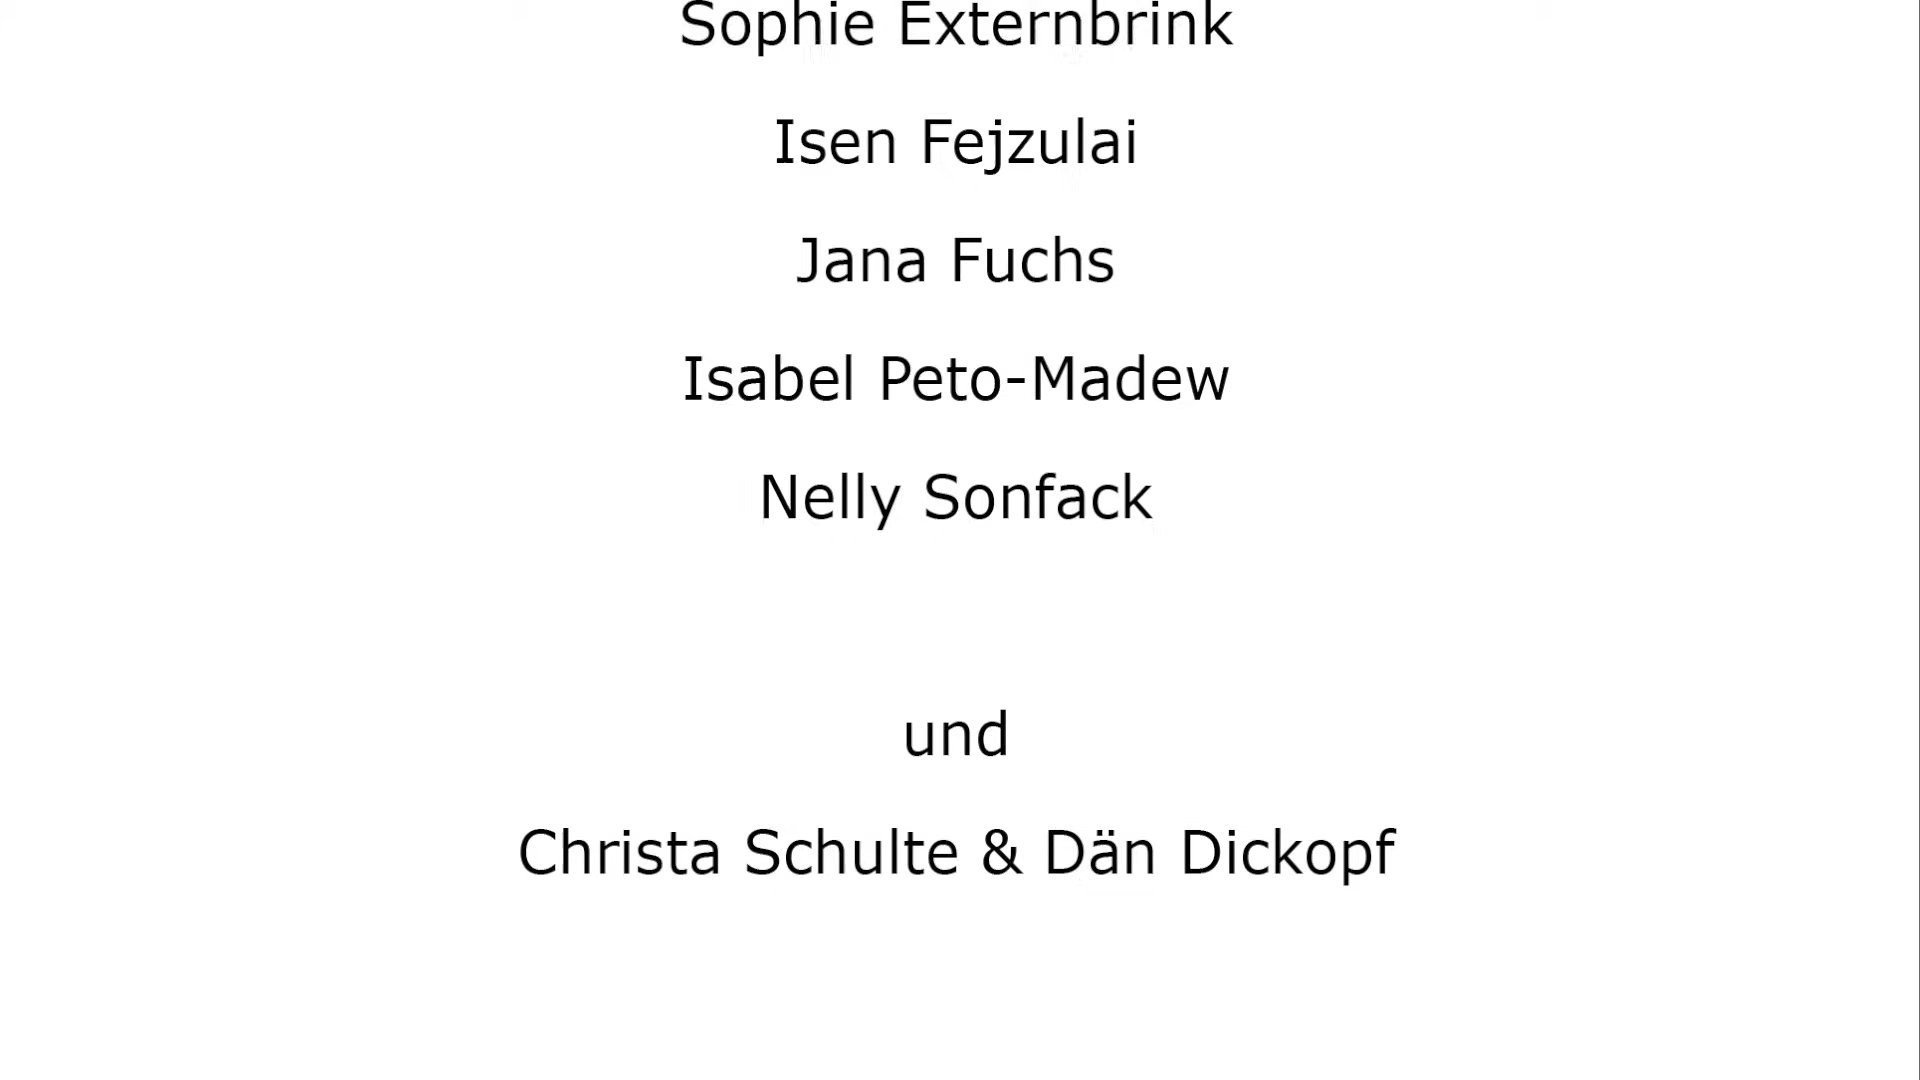 Sophie Externbrink
Isen Fejzulai
Jana Fuchs
Isabel Peto-Madew
Nelly Sonfack
und
Christa Schulte & Dän Dickopf